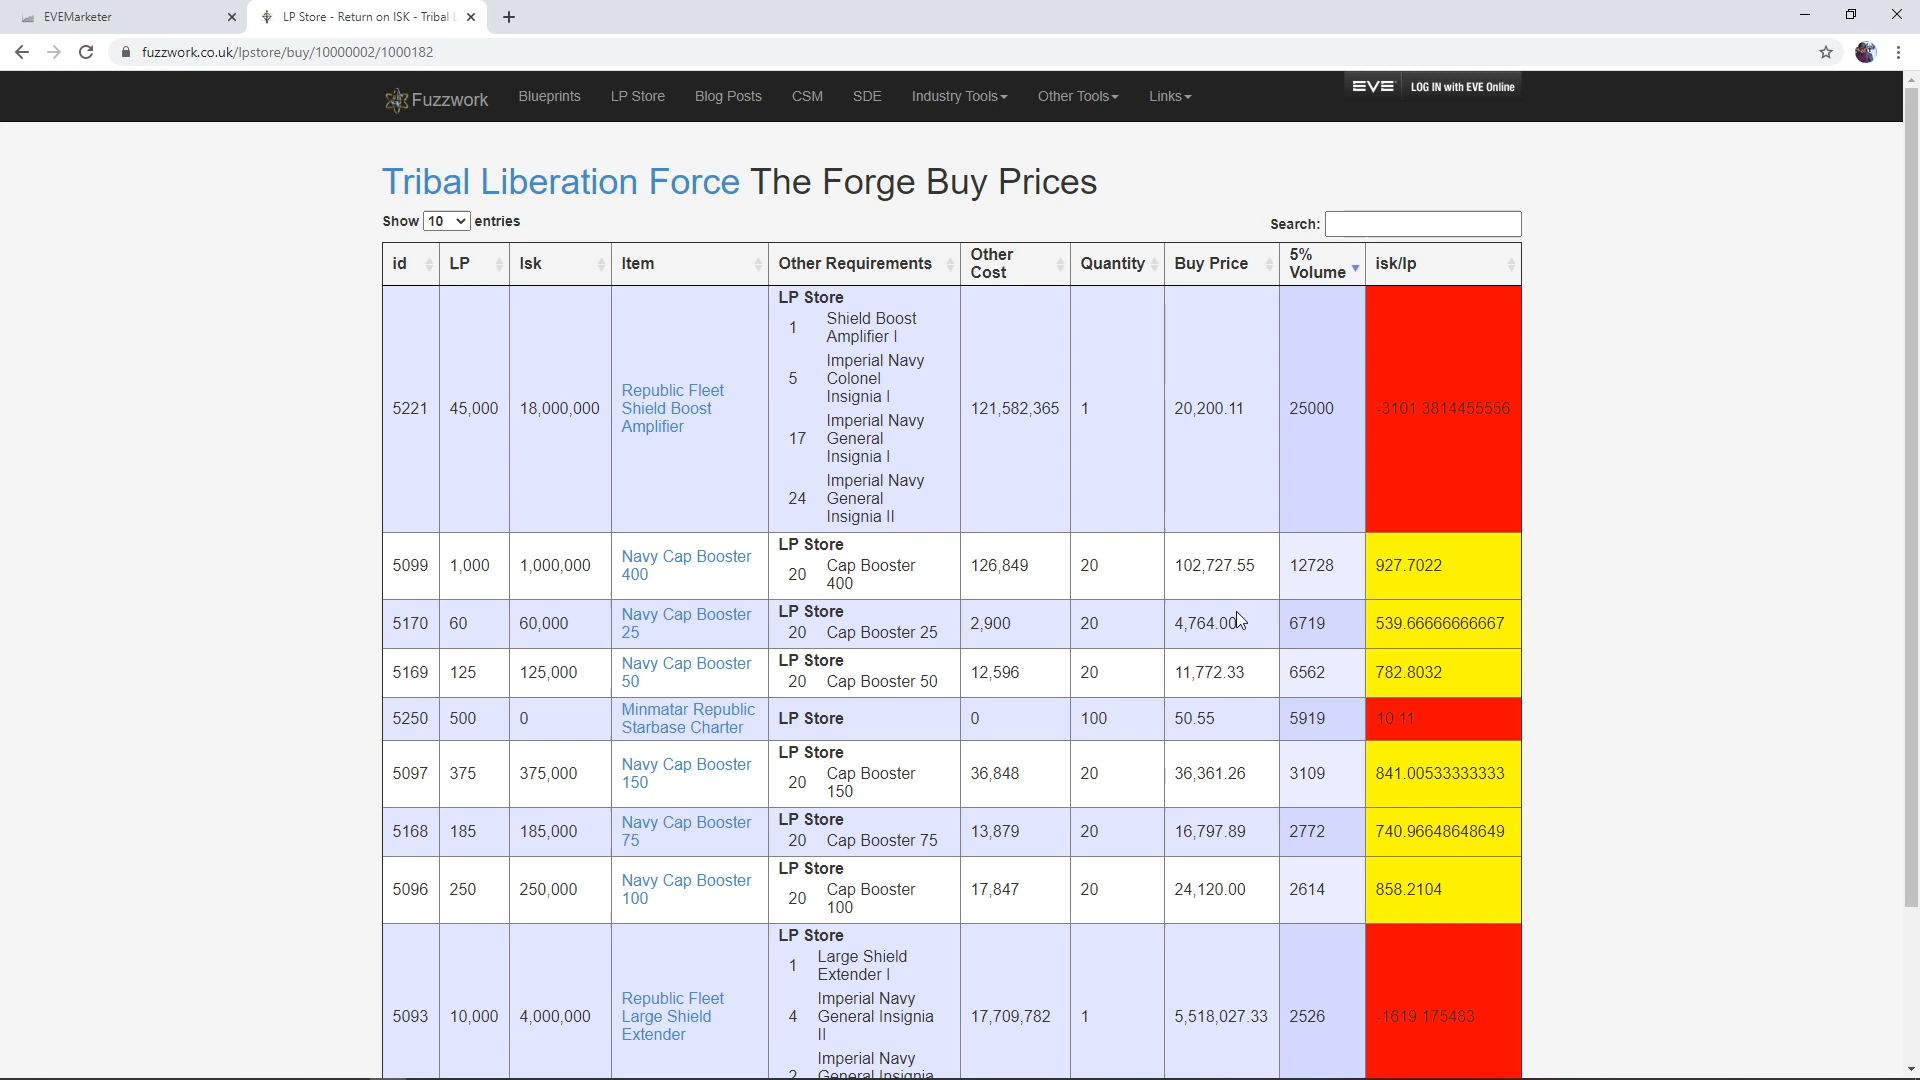 EVEMarketer
LP Store - Return on ISK - Tribal L
fuzzwork.co.uk/lpstore/buy/10000002/1000182
Fuzzwork Blueprints LP Store Blog Posts CSM SDE Industry Tools Other Tools Links EVE LOG IN with EVE Online
Tribal Liberation Force The Forge Buy Prices
Show 10 entries Search:
id LP Isk Item Other Requirements Other Cost Quantity Buy Price 5% Volume isk/lp
LP Store
1 Shield Boost
Amplifier I
5 Imperial Navy
Colonel
Insignia I
5221 45,000 18,000,000 Republic Fleet Shield Boost Amplifier 121,582,365 1 20,200.11 25000 -3101.3814455556
17 Imperial Navy
General
Insignia I
24 Imperial Navy
General
Insignia II
5099 1,000 1,000,000 Navy Cap Booster 400 LP Store 20 Cap Booster 400 126,849 20 102,727.55 12728 927.7022
5170 60 60,000 Navy Cap Booster 25 LP Store 20 Cap Booster 25 2,900 20 4,764.00 6719 539.66666666667
5169 125 125,000 Navy Cap Booster 50 LP Store 20 Cap Booster 50 12,596 20 11,772.33 6562 782.8032
5250 500 0 Minmatar Republic Starbase Charter LP Store 0 100 50.55 5919 10.11
5097 375 375,000 Navy Cap Booster 150 LP Store 20 Cap Booster 150 36,848 20 36,361.26 3109 841.00533333333
5168 185 185,000 Navy Cap Booster 75 LP Store 20 Cap Booster 75 13,879 20 16,797.89 2772 740.96648648649
5096 250 250,000 Navy Cap Booster 100 LP Store 20 Cap Booster 100 17,847 20 24,120.00 2614 858.2104
LP Store
1 Large Shield
Extender I
5093 10,000 4,000,000 Republic Fleet Large Shield Extender 4 Imperial Navy General Insignia II 17,709,782 1 5,518,027.33 2526 -1619.175483
2 Imperial Navy
General Insignia